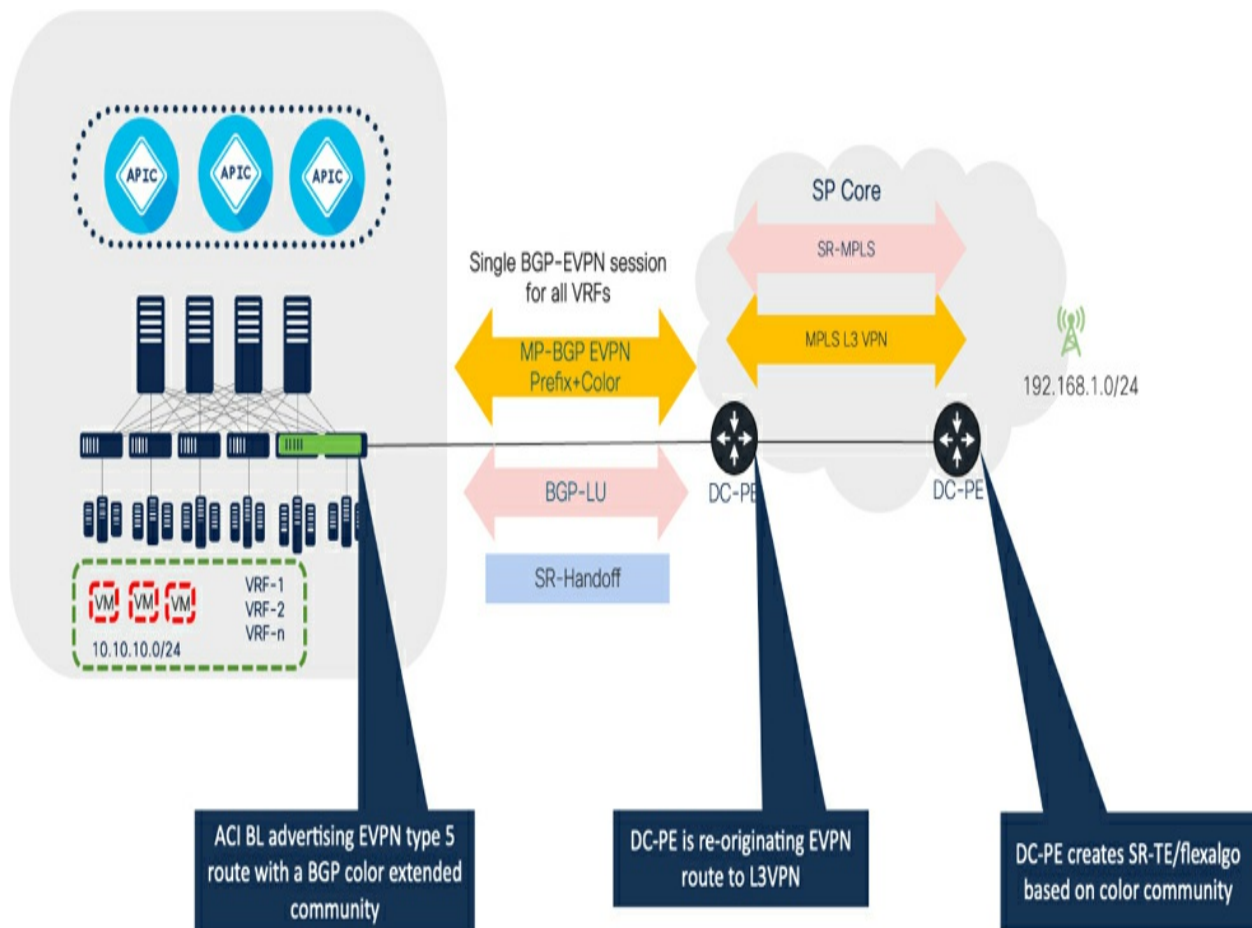 APIC
APIC
APIC
SP Core
SR-MPLS
Single BGP-EVPN session
for all VRFs
MP-BGP EVPN
Prefix+Color
MPLS L3 VPN
192.168.1.0/24
BGP-LU
DC-PE
DC-PE
SR-Handoff
VM
VM
VM
VRF-1
VRF-2
VRF-n
10.10.10.0/24
ACI BL advertising EVPN type 5
route with a BGP color extended
community
DC-PE is re-originating EVPN
route to L3VPN
DC-PE creates SR-TE/flexalgo
based on color community